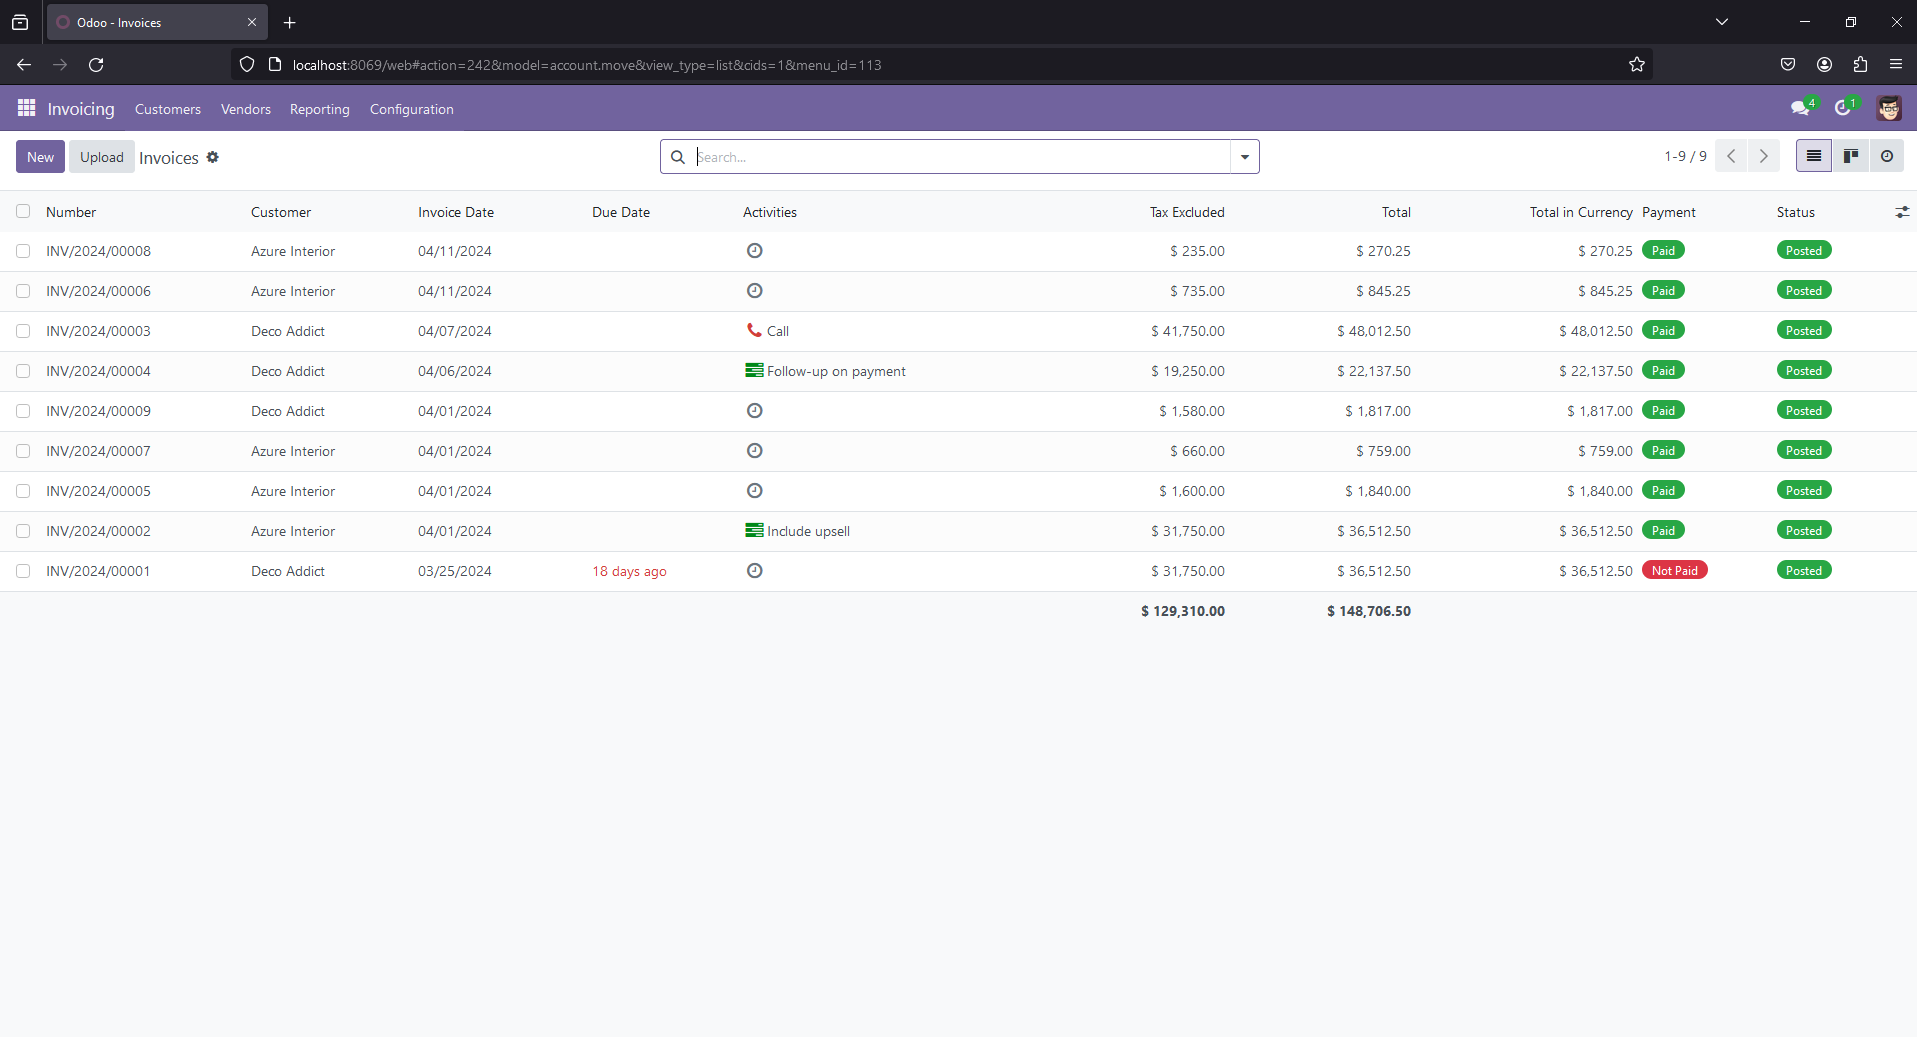 Odoo - Invoices
localhost:8069/web#action=242&model=account.move&view_type=list&cids=1&menu_id=113
Invoicing Customers Vendors Reporting Configuration 4 1
New Upload Invoices Search... 1-9 / 9
Number Customer Invoice Date Due Date Activities Tax Excluded Total Total in Currency Payment Status
INV/2024/00008 Azure Interior 04/11/2024 $ 235.00 $ 270.25 $ 270.25 Paid Posted
INV/2024/00006 Azure Interior 04/11/2024 $ 735.00 $ 845.25 $ 845.25 Paid Posted
INV/2024/00003 Deco Addict 04/07/2024 Call $ 41,750.00 $ 48,012.50 $ 48,012.50 Paid Posted
INV/2024/00004 Deco Addict 04/06/2024 Follow-up on payment $ 19,250.00 $ 22,137.50 $ 22,137.50 Paid Posted
INV/2024/00009 Deco Addict 04/01/2024 $ 1,580.00 $ 1,817.00 $ 1,817.00 Paid Posted
INV/2024/00007 Azure Interior 04/01/2024 $ 660.00 $ 759.00 $ 759.00 Paid Posted
INV/2024/00005 Azure Interior 04/01/2024 $ 1,600.00 $ 1,840.00 $ 1,840.00 Paid Posted
INV/2024/00002 Azure Interior 04/01/2024 Include upsell $ 31,750.00 $ 36,512.50 $ 36,512.50 Paid Posted
INV/2024/00001 Deco Addict 03/25/2024 18 days ago $ 31,750.00 $ 36,512.50 $ 36,512.50 Not Paid Posted
$ 129,310.00 $ 148,706.50